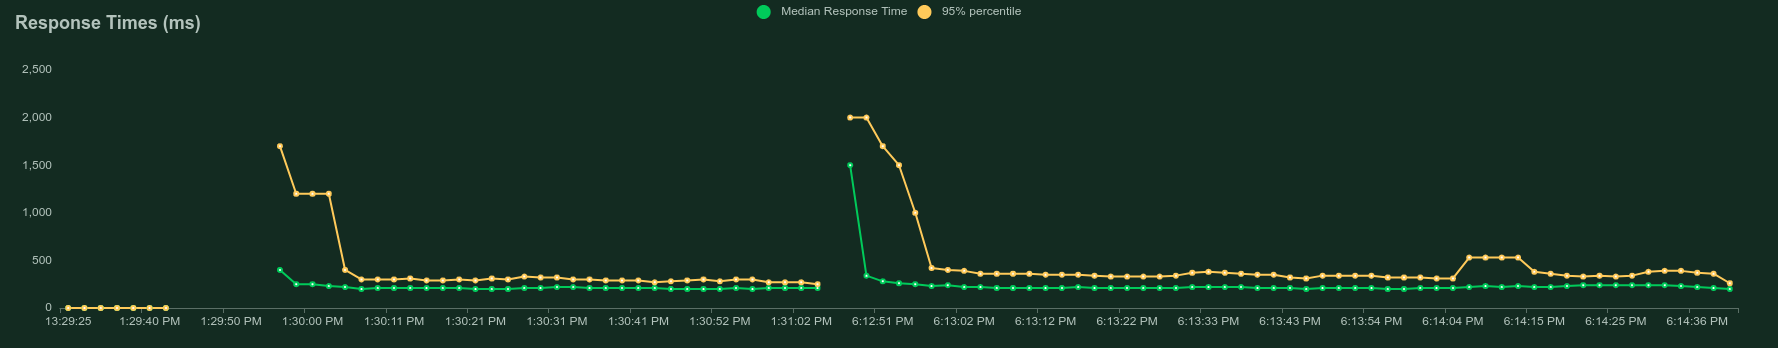 Response Times (ms)
Median Response Time 95% percentile
2,500
2,000
1,500
1,000
500
0
13:29:25 1:29:40 PM 1:29:50 PM 1:30:00 PM 1:30:11 PM 1:30:21 PM 1:30:31 PM 1:30:41 PM 1:30:52 PM 1:31:02 PM 6:12:51 PM 6:13:02 PM 6:13:12 PM 6:13:22 PM 6:13:33 PM 6:13:43 PM 6:13:54 PM 6:14:04 PM 6:14:15 PM 6:14:25 PM 6:14:36 PM